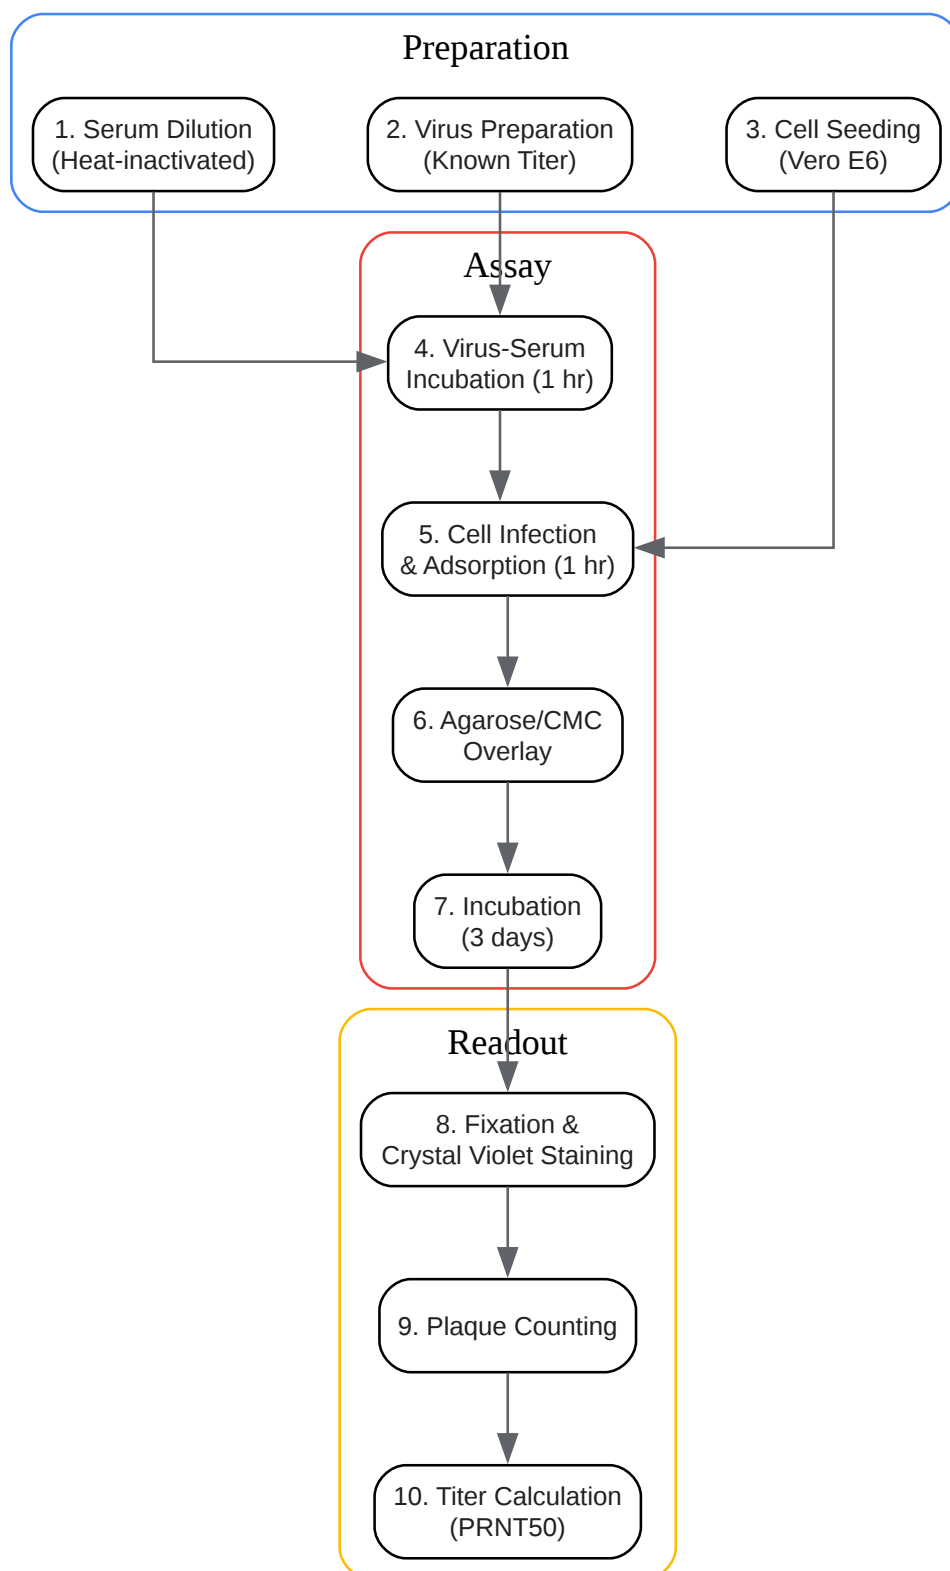 Preparation
1. Serum Dilution
(Heat-inactivated)
2. Virus Preparation
(Known Titer)
3. Cell Seeding
(Vero E6)
Assay
4. Virus-Serum
Incubation (1 hr)
5. Cell Infection
& Adsorption (1 hr)
6. Agarose/CMC
Overlay
7. Incubation
(3 days)
Readout
8. Fixation &
Crystal Violet Staining
9. Plaque Counting
10. Titer Calculation
(PRNT50)